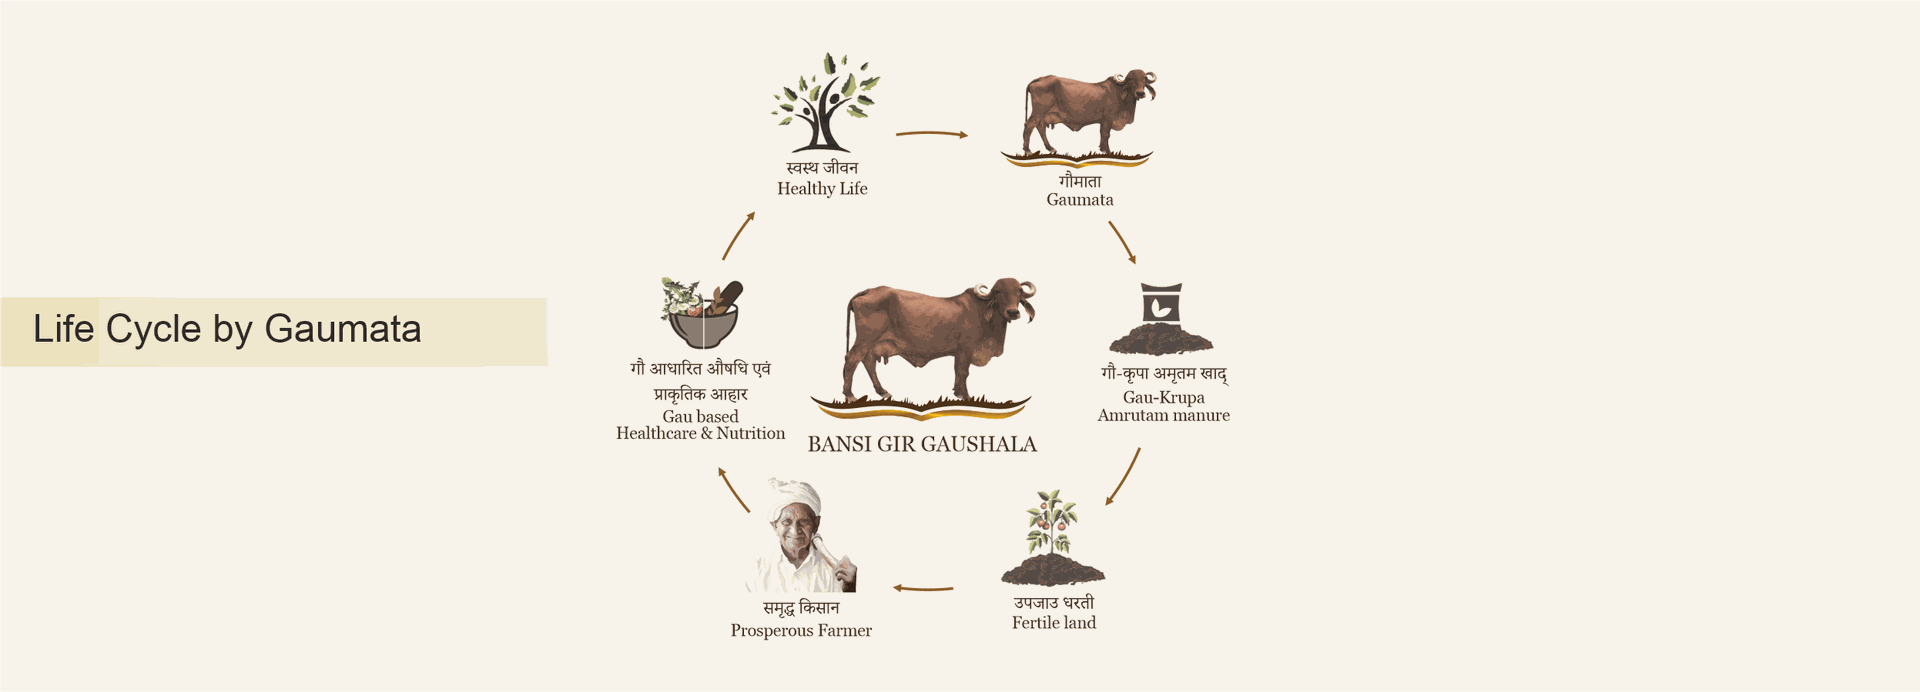 Life Cycle by Gaumata
स्वस्थ जीवन
Healthy Life
गौमाता
Gaumata
गौ-कृपा अमृतम खाद्
Gau-Krupa
Amrutam manure
उपजाउ धरती
Fertile land
समृद्ध किसान
Prosperous Farmer
गौ आधारित औषधि एवं
प्राकृतिक आहार
Gau based
Healthcare & Nutrition
BANSI GIR GAUSHALA